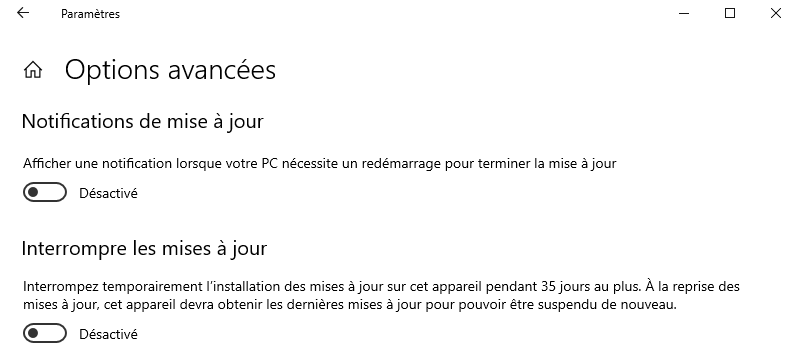 Paramètres
Options avancées
Notifications de mise à jour
Afficher une notification lorsque votre PC nécessite un redémarrage pour terminer la mise à jour
Désactivé
Interrompre les mises à jour
Interrompez temporairement l'installation des mises à jour sur cet appareil pendant 35 jours au plus. À la reprise des
mises à jour, cet appareil devra obtenir les dernières mises à jour pour pouvoir être suspendu de nouveau.
Désactivé